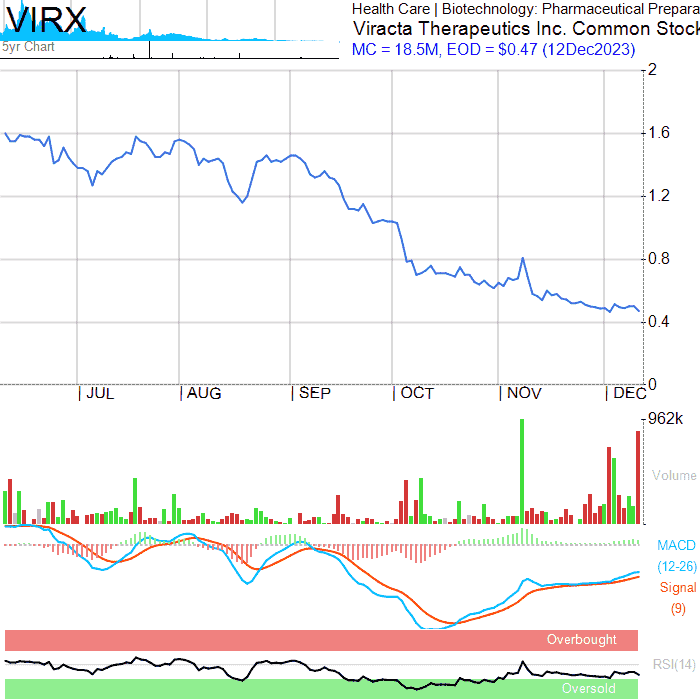 VIRX
5yr Chart
Health Care | Biotechnology: Pharmaceutical Prepara
Viracta Therapeutics Inc. Common Stock
MC = 18.5M, EOD = $0.47 (12Dec2023)
2
1.6
1.2
0.8
0.4
0
| JUL | AUG | SEP | OCT | NOV | DEC
962k
Volume
MACD
(12-26)
Signal
(9)
Overbought
RSI(14)
Oversold